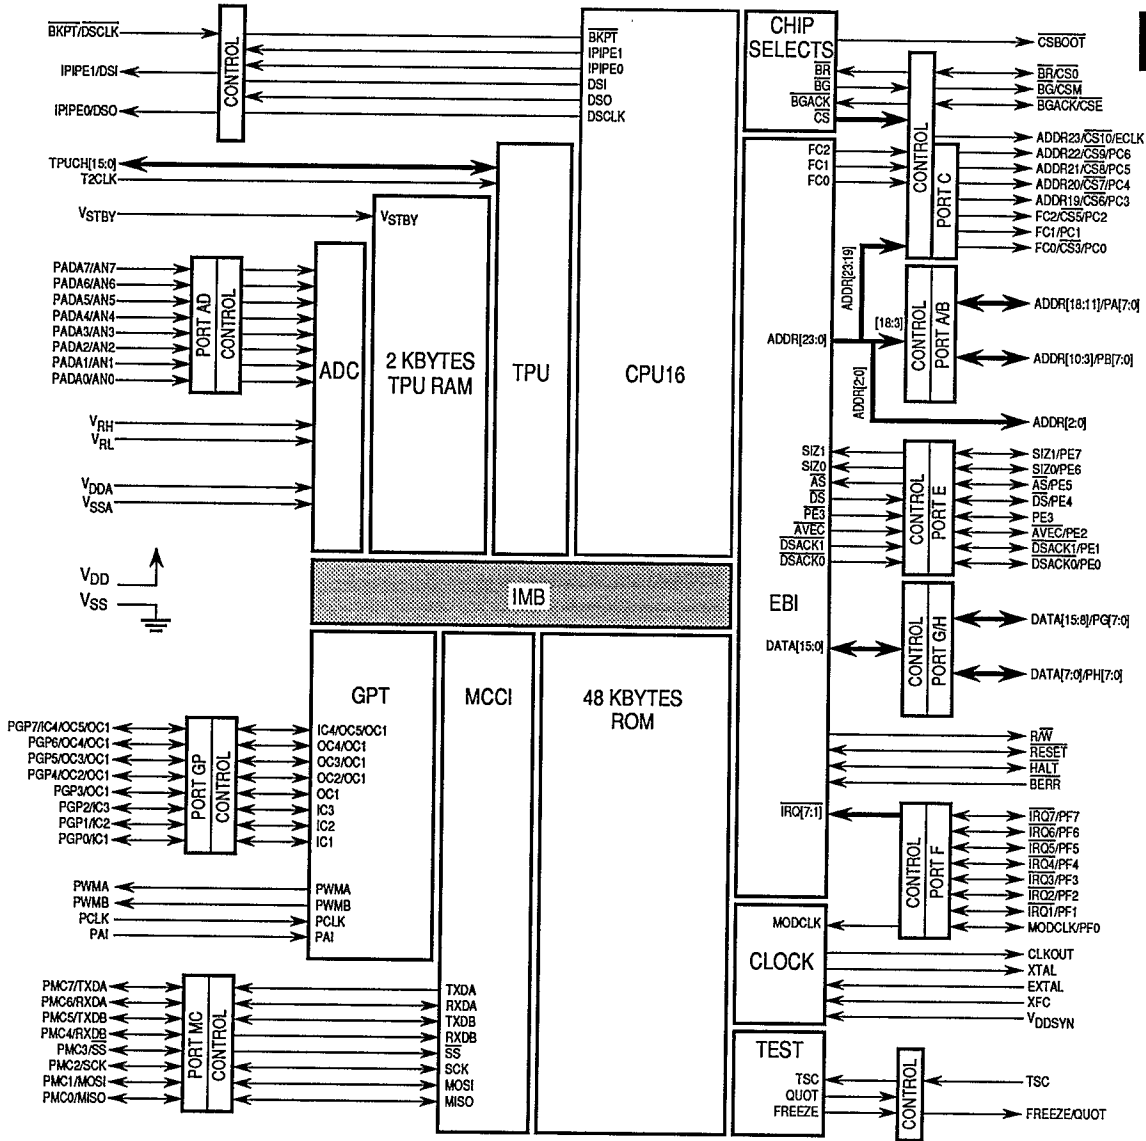 BKPT/DSCLK
IPIPE1/DSI
IPIPE0/DSO
CONTROL
BKPT
IPIPE1
IPIPE0
DSI
DSO
DSCLK
TPUCH[15:0]
T2CLK
VSTBY
VSTBY
PADA7/AN7
PADA6/AN6
PADA5/AN5
PADA4/AN4
PADA3/AN3
PADA2/AN2
PADA1/AN1
PADA0/AN0
PORT AD
CONTROL
VRH
VRL
VDDA
VSSA
VDD
VSS
ADC
2 KBYTES
TPU RAM
TPU
CPU16
IMB
CHIP
SELECTS
BR
BG
BGACK
CS
CONTROL
PORT C
CSBOOT
BR/CS0
BG/CSM
BGACK/CSE
ADDR23/CS10/ECLK
ADDR22/CS9/PC6
ADDR21/CS8/PC5
ADDR20/CS7/PC4
ADDR19/CS6/PC3
FC2/CS5/PC2
FC1/PC1
FC0/CS3/PC0
FC2
FC1
FC0
ADDR[23:19]
[18:3]
ADDR[23:0]
ADDR[2:0]
CONTROL
PORT A/B
ADDR[18:11]/PA[7:0]
ADDR[10:3]/PB[7:0]
ADDR[2:0]
SIZ1
SIZ0
AS
DS
PE3
AVEC
DSACK1
DSACK0
CONTROL
PORT E
SIZ1/PE7
SIZ0/PE6
AS/PE5
DS/PE4
PE3
AVEC/PE2
DSACK1/PE1
DSACK0/PE0
EBI
DATA[15:0]
CONTROL
PORT G/H
DATA[15:8]/PG[7:0]
DATA[7:0]/PH[7:0]
R/W
RESET
HALT
BERR
IRQ[7:1]
CONTROL
PORT F
IRQ7/PF7
IRQ6/PF6
IRQ5/PF5
IRQ4/PF4
IRQ3/PF3
IRQ2/PF2
IRQ1/PF1
MODCLK/PF0
MODCLK
CLOCK
CLKOUT
XTAL
EXTAL
XFC
VDDSYN
TEST
TSC
QUOT
FREEZE
CONTROL
TSC
FREEZE/QUOT
GPT
MCCI
48 KBYTES
ROM
PGP7/IC4/OC5/OC1
PGP6/OC4/OC1
PGP5/OC3/OC1
PGP4/OC2/OC1
PGP3/OC1
PGP2/IC3
PGP1/IC2
PGP0/IC1
PORT GP
CONTROL
IC4/OC5/OC1
OC4/OC1
OC3/OC1
OC2/OC1
OC1
IC3
IC2
IC1
PWMA
PWMB
PCLK
PAI
PWMA
PWMB
PCLK
PAI
PMC7/TXDA
PMC6/RXDA
PMC5/TXDB
PMC4/RXDB
PMC3/SS
PMC2/SCK
PMC1/MOSI
PMC0/MISO
PORT MC
CONTROL
TXDA
RXDA
TXDB
RXDB
SS
SCK
MOSI
MISO